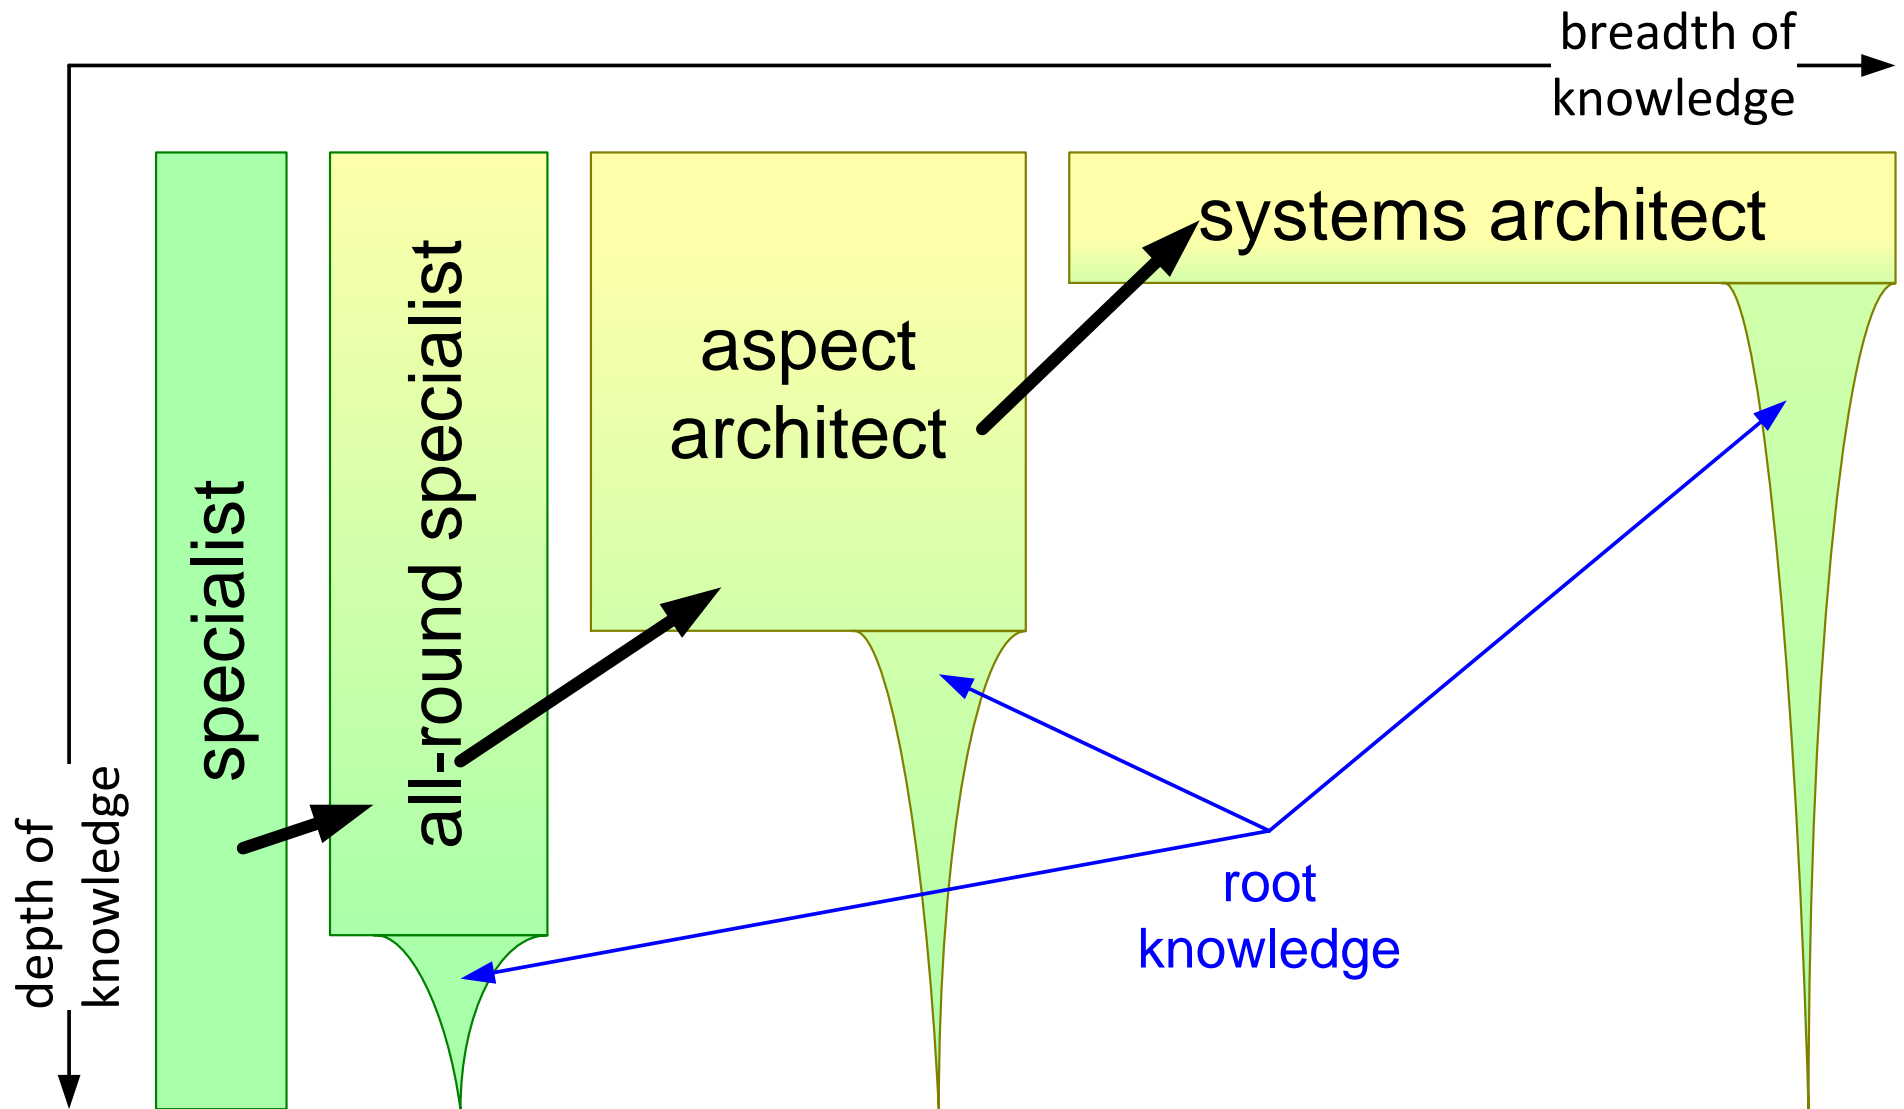 breadth of
knowledge
systems architect
aspect
architect
all-round specialist
specialist
depth of
knowledge
root
knowledge